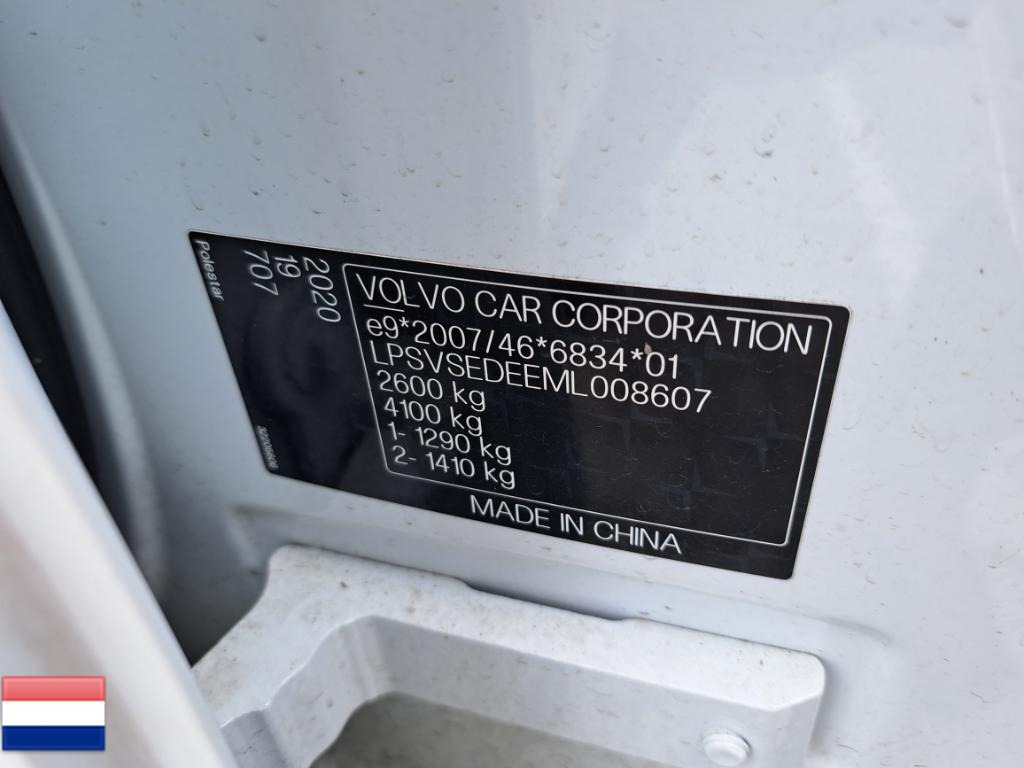 VOLVO CAR CORPORATION
e9*2007/46*6834*01
LPSVSEDEEML008607
2600 kg
4100 kg
1- 1290 kg
2- 1410 kg
MADE IN CHINA
2020
19
707
Polestar